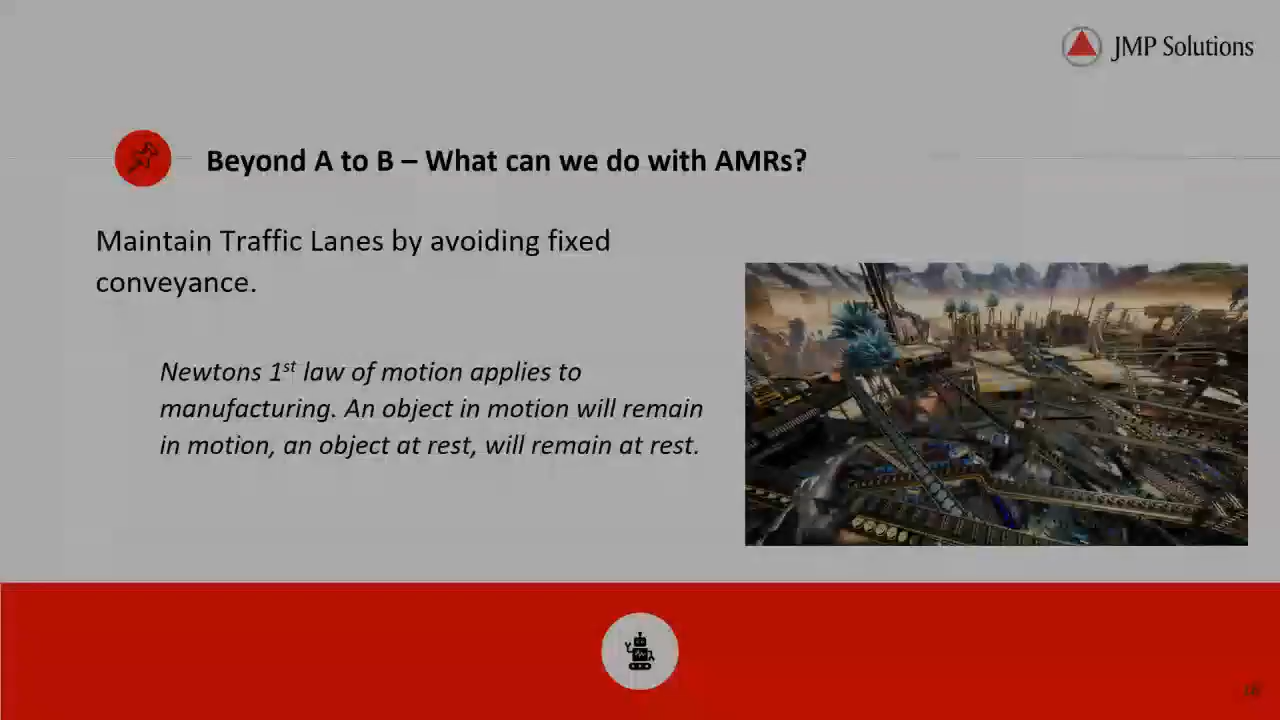 JMP Solutions
Beyond A to B – What can we do with AMRs?
Maintain Traffic Lanes by avoiding fixed
conveyance.
Newtons 1st law of motion applies to
manufacturing. An object in motion will remain
in motion, an object at rest, will remain at rest.